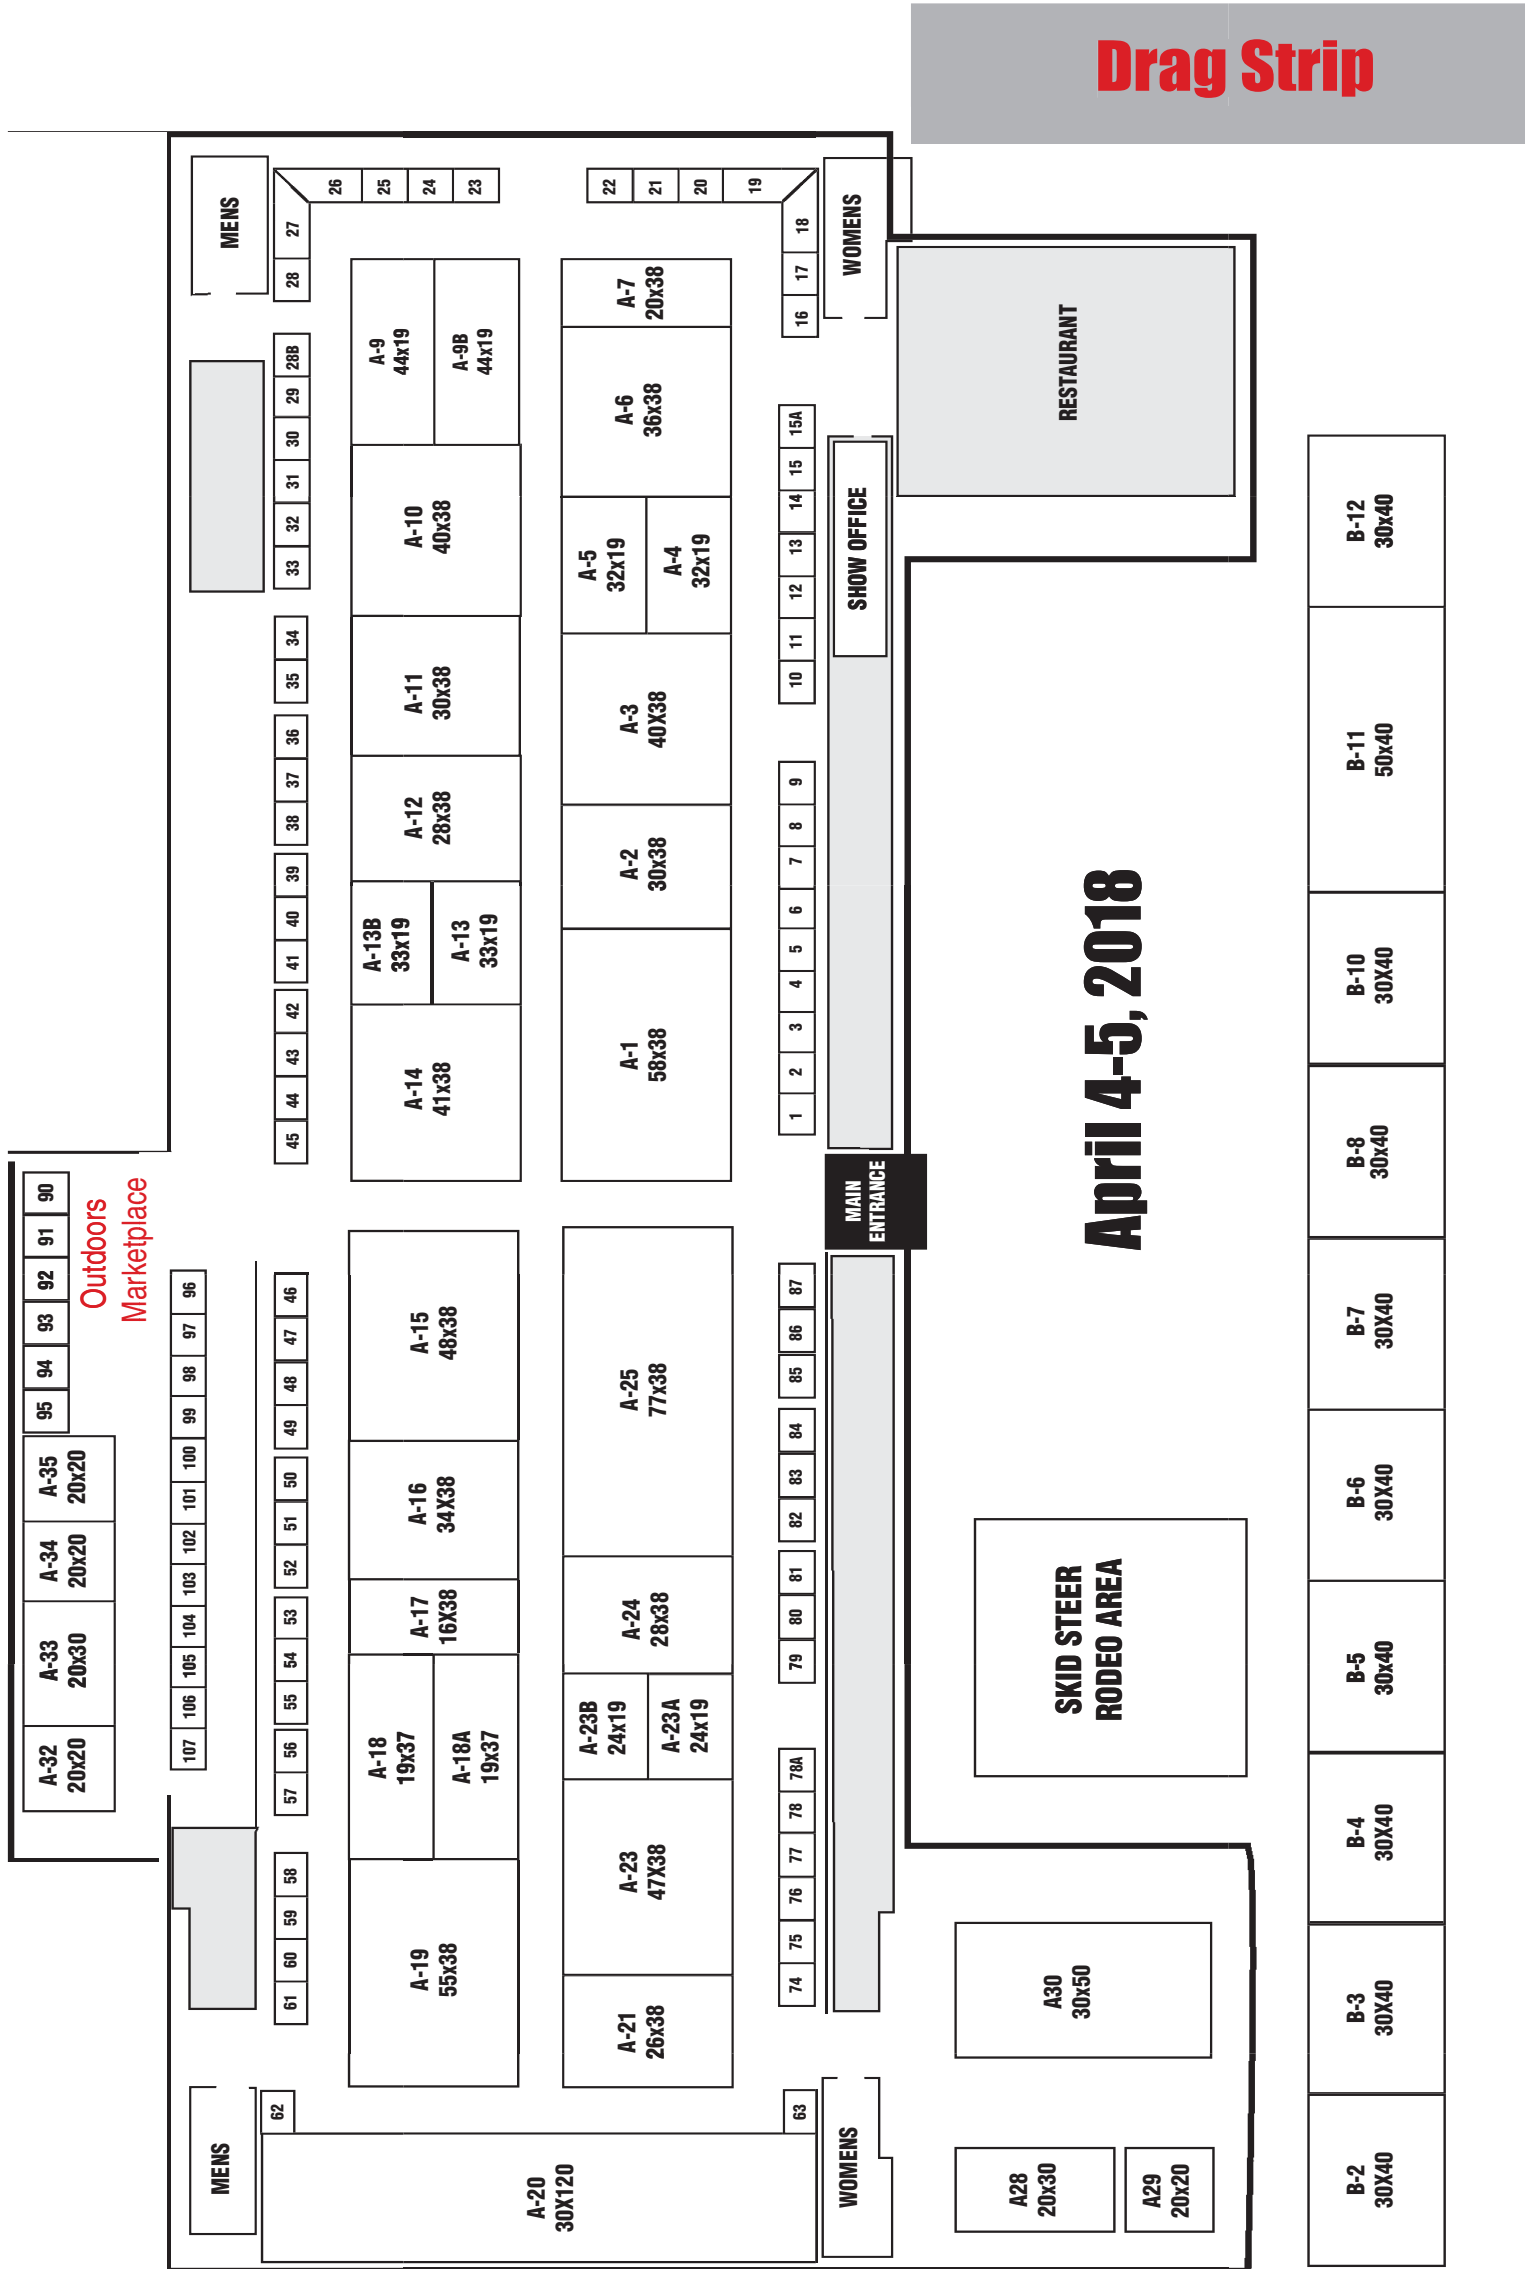 Drag Strip
MENS
26
25
24
23
22
21
20
19
27
28
18
17
16
WOMENS
RESTAURANT
28B
29
30
31
32
33
34
35
36
37
38
39
40
41
42
43
44
45
A-9
44x19
A-9B
44x19
A-10
40x38
A-11
30x38
A-12
28x38
A-13B
33x19
A-13
33x19
A-14
41x38
A-7
20x38
A-6
36x38
A-5
32x19
A-4
32x19
A-3
40X38
A-2
30x38
A-1
58x38
15A
15
14
13
12
11
10
9
8
7
6
5
4
3
2
1
SHOW OFFICE
MAIN
ENTRANCE
April 4-5, 2018
B-12
30x40
B-11
50x40
B-10
30X40
B-8
30x40
B-7
30X40
B-6
30X40
B-5
30x40
B-4
30X40
B-3
30X40
B-2
30X40
90
91
92
93
94
95
Outdoors
Marketplace
A-35
20x20
A-34
20x20
A-33
20x30
A-32
20x20
96
97
98
99
100
101
102
103
104
105
106
107
46
47
48
49
50
51
52
53
54
55
56
57
58
59
60
61
A-15
48x38
A-16
34X38
A-17
16X38
A-18
19x37
A-18A
19x37
A-19
55x38
A-25
77x38
A-24
28x38
A-23B
24x19
A-23A
24x19
A-23
47X38
A-21
26x38
87
86
85
84
83
82
81
80
79
78A
78
77
76
75
74
SKID STEER
RODEO AREA
A30
30x50
A28
20x30
A29
20x20
MENS
62
63
A-20
30X120
WOMENS